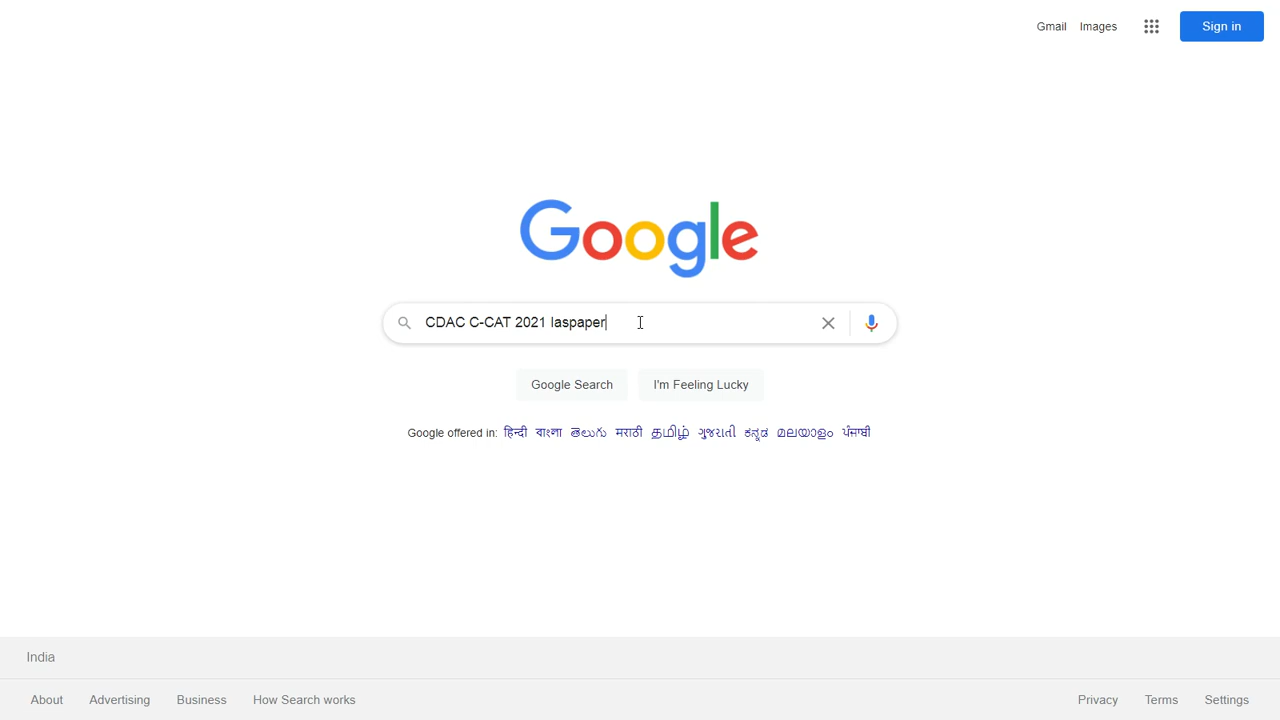 Gmail Images Sign in
Google
CDAC C-CAT 2021 Iaspaper
Google Search I'm Feeling Lucky
Google offered in: हिन्दी বাংলা తెలుగు मराठी தமிழ் ગુજરાતી ಕನ್ನಡ മലയാളം ਪੰਜਾਬੀ
India
About Advertising Business How Search works Privacy Terms Settings